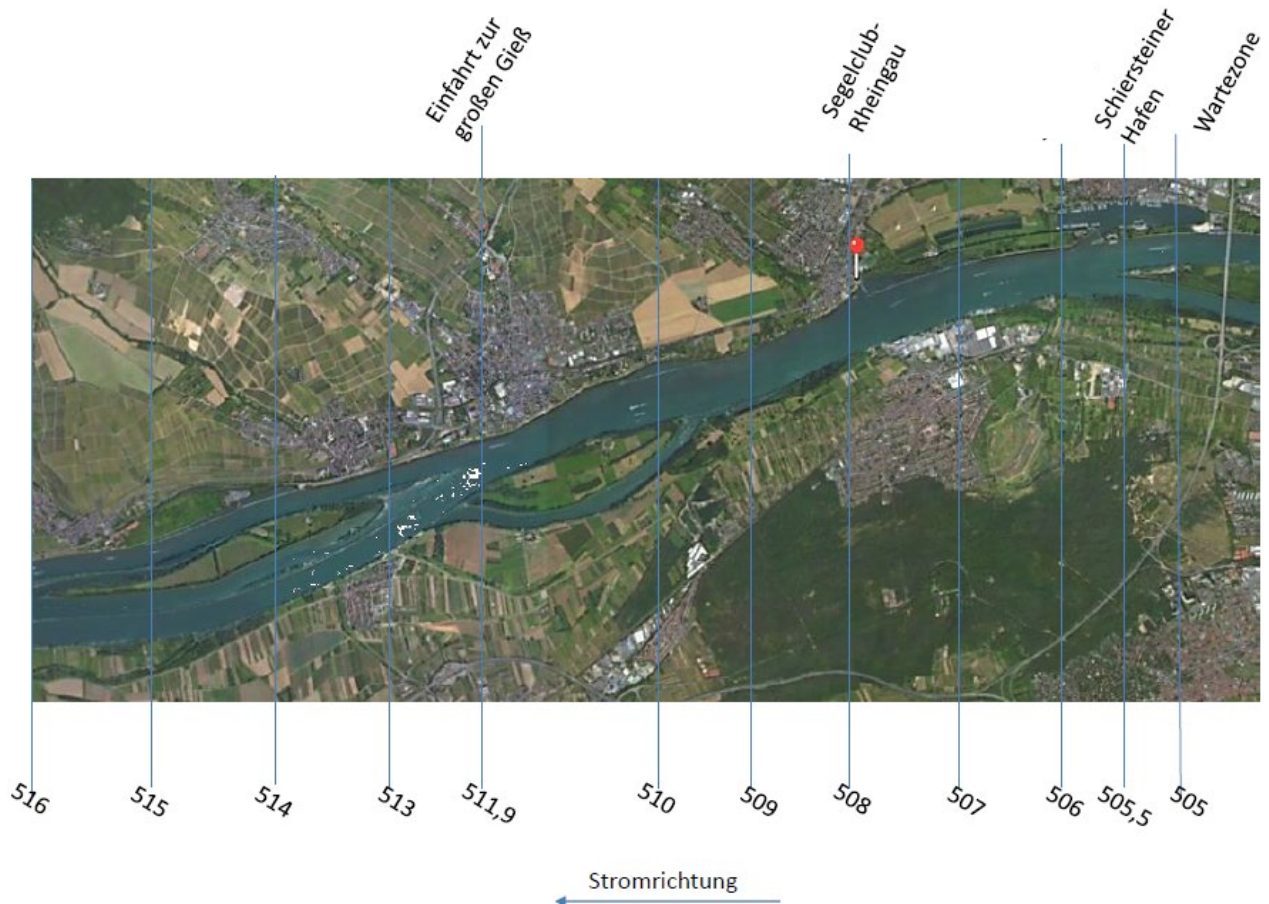 Einfahrt zur
großen Gieß
Segelclub-
Rheingau
Schiersteiner
Hafen
Wartezone
516
515
514
513
511,9
510
509
508
507
506
505,5
505
Stromrichtung